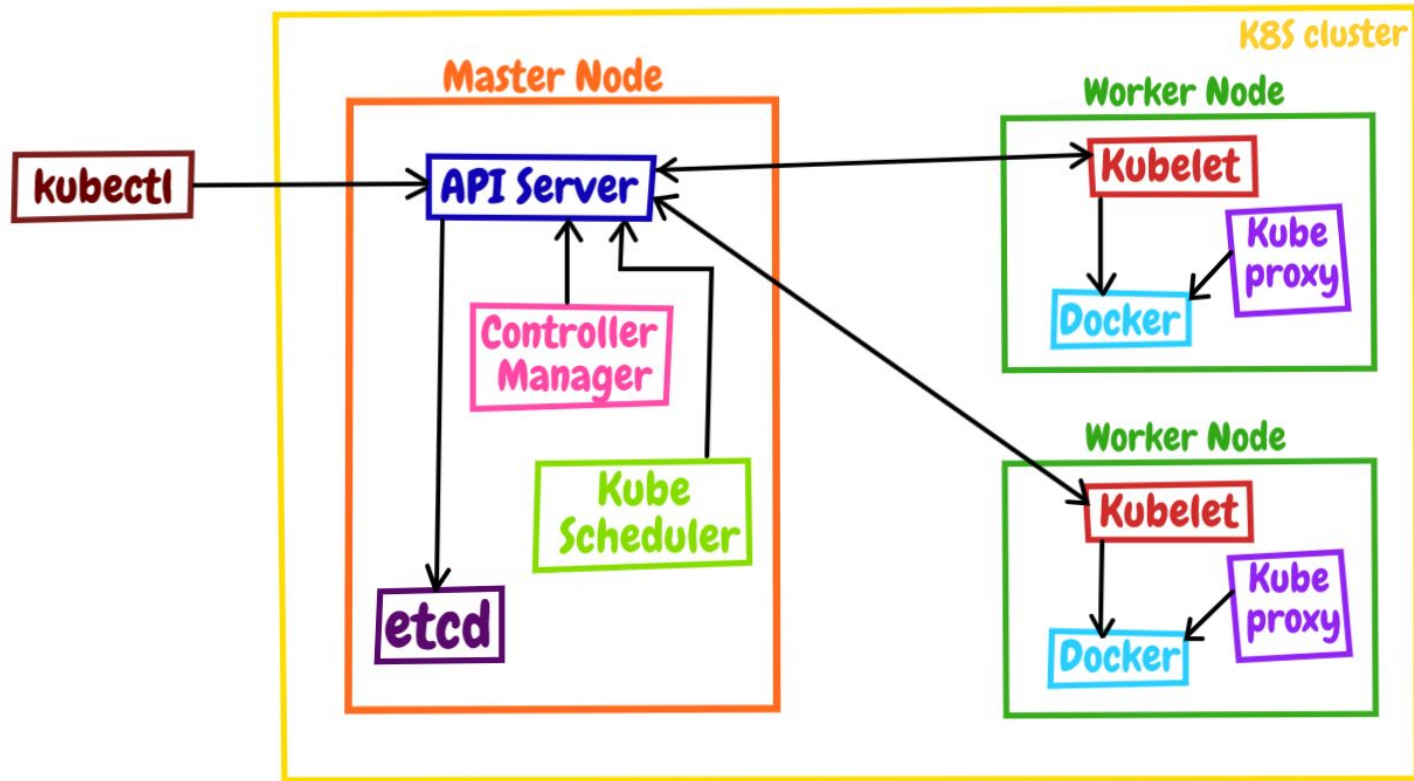 K8S cluster
Master Node
kubectl
API Server
Controller
Manager
Kube
Scheduler
etcd
Worker Node
Kubelet
Kube
proxy
Docker
Worker Node
Kubelet
Kube
proxy
Docker